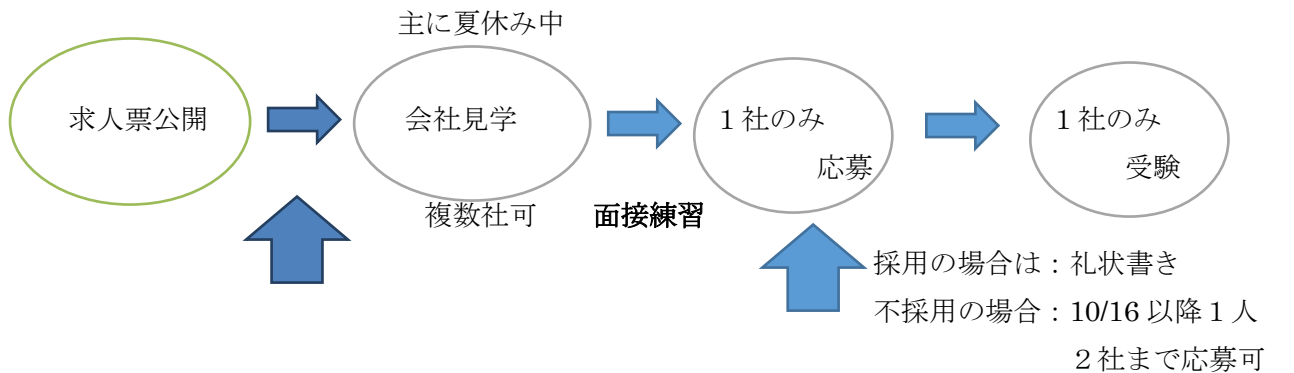 主に夏休み中
求人票公開
会社見学
１社のみ
応募
１社のみ
受験
複数社可
面接練習
採用の場合は：礼状書き
不採用の場合：10/16 以降１人
２社まで応募可